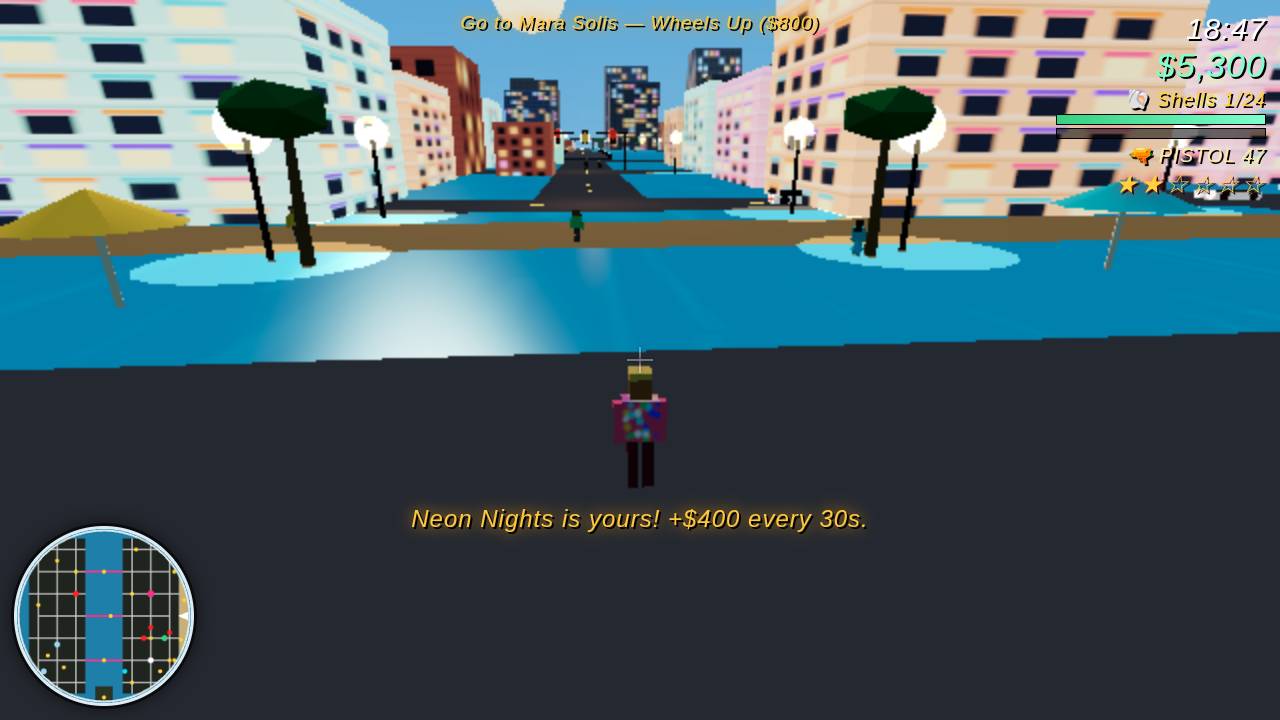 Go to Mara Solis — Wheels Up ($800)
18:47
$5,300
Shells 1/24
PISTOL 47
Neon Nights is yours! +$400 every 30s.